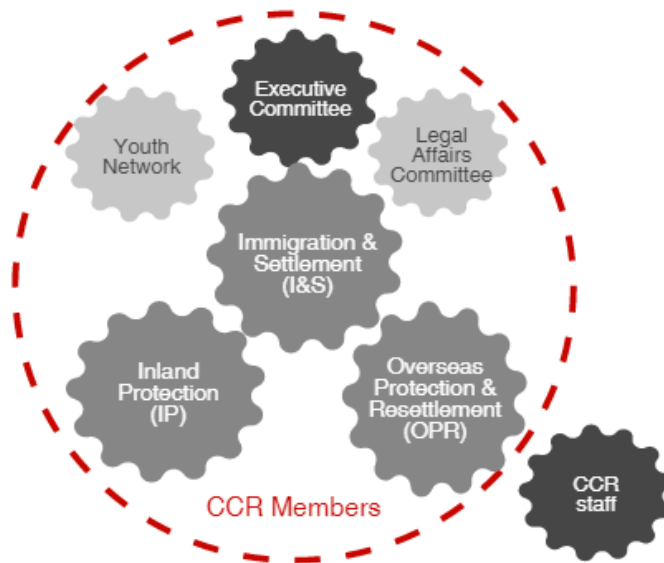 Executive
Committee
Youth
Network
Legal
Affairs
Committee
Immigration &
Settlement
(I&S)
Inland
Protection
(IP)
Overseas
Protection &
Resettlement
(OPR)
CCR
staff
CCR Members